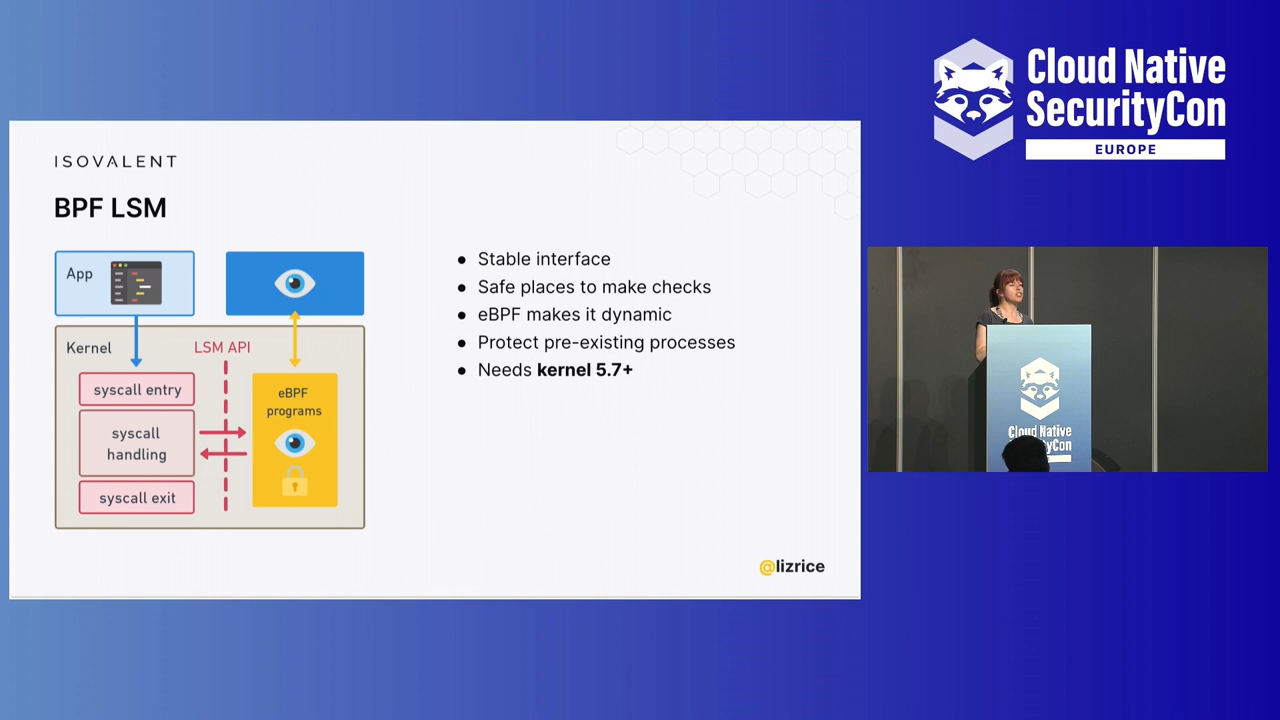 ISOVALENT
BPF LSM
App
Kernel
LSM API
syscall entry
syscall
handling
syscall exit
eBPF
programs
Stable interface
Safe places to make checks
eBPF makes it dynamic
Protect pre-existing processes
Needs kernel 5.7+
@lizrice
Cloud Native
SecurityCon
EUROPE
Cloud Native